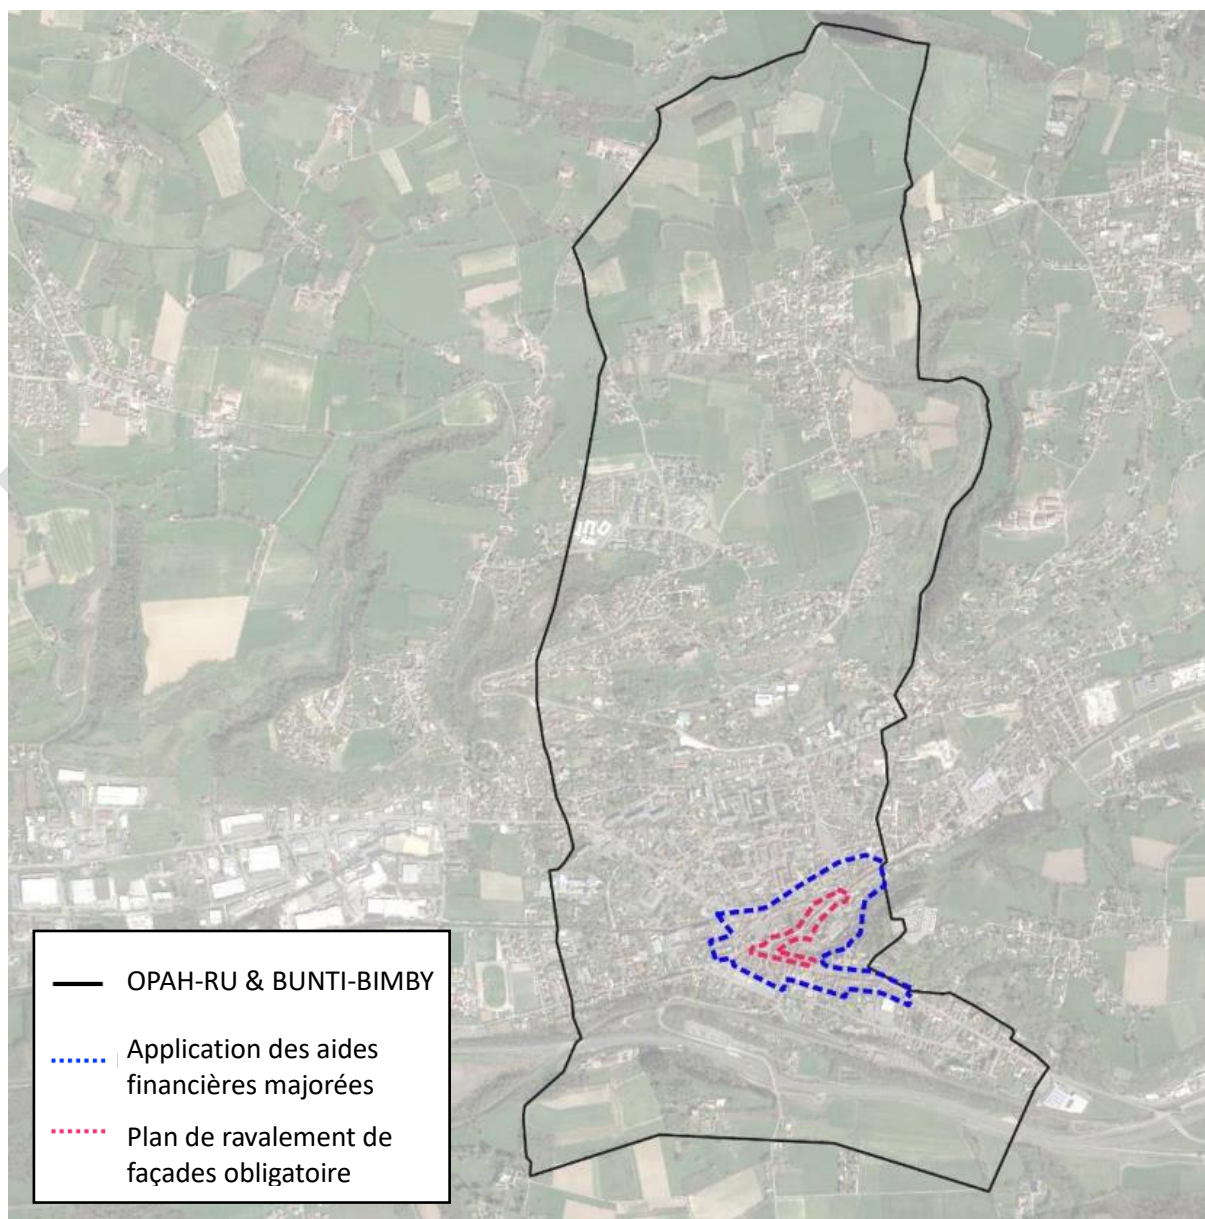 OPAH-RU & BUNTI-BIMBY
Application des aides
financières majorées
Plan de ravalement de
façades obligatoire